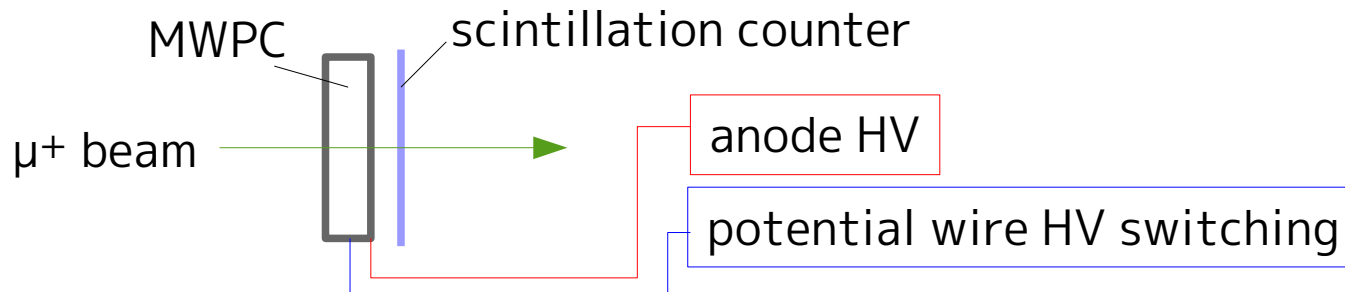 MWPC
scintillation counter
μ⁺ beam
anode HV
potential wire HV switching